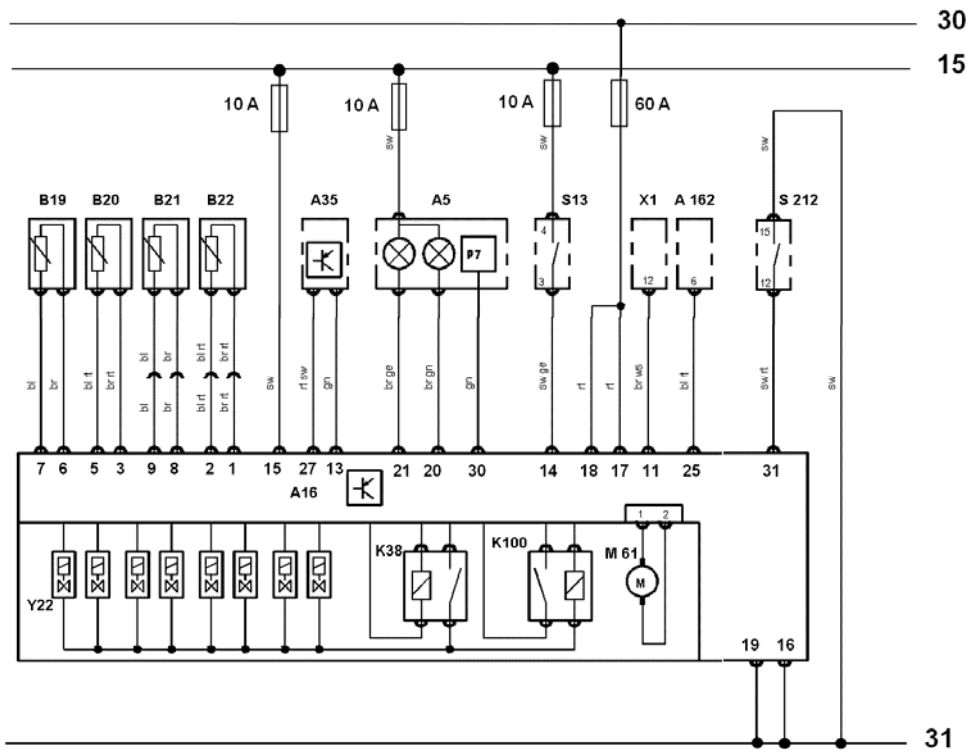 30
15
10 A
10 A
10 A
60 A
sw
sw
sw
B19
B20
B21
B22
A35
A5
S13
X1
A 162
S 212
P7
4
3
12
6
15
12
bl
br
bl rt
br rt
bl
br
bl rt
br rt
bl
br
bl rt
br rt
sw
rt sw
gn
br ge
br gn
gn
sw ge
rt
rt
br ws
sw rt
sw
7 6 5 3 9 8 2 1 15 27 13 21 20 30 14 18 17 11 25 31
A16
1 2
K38
K100
M 61
M
Y22
19 16
31